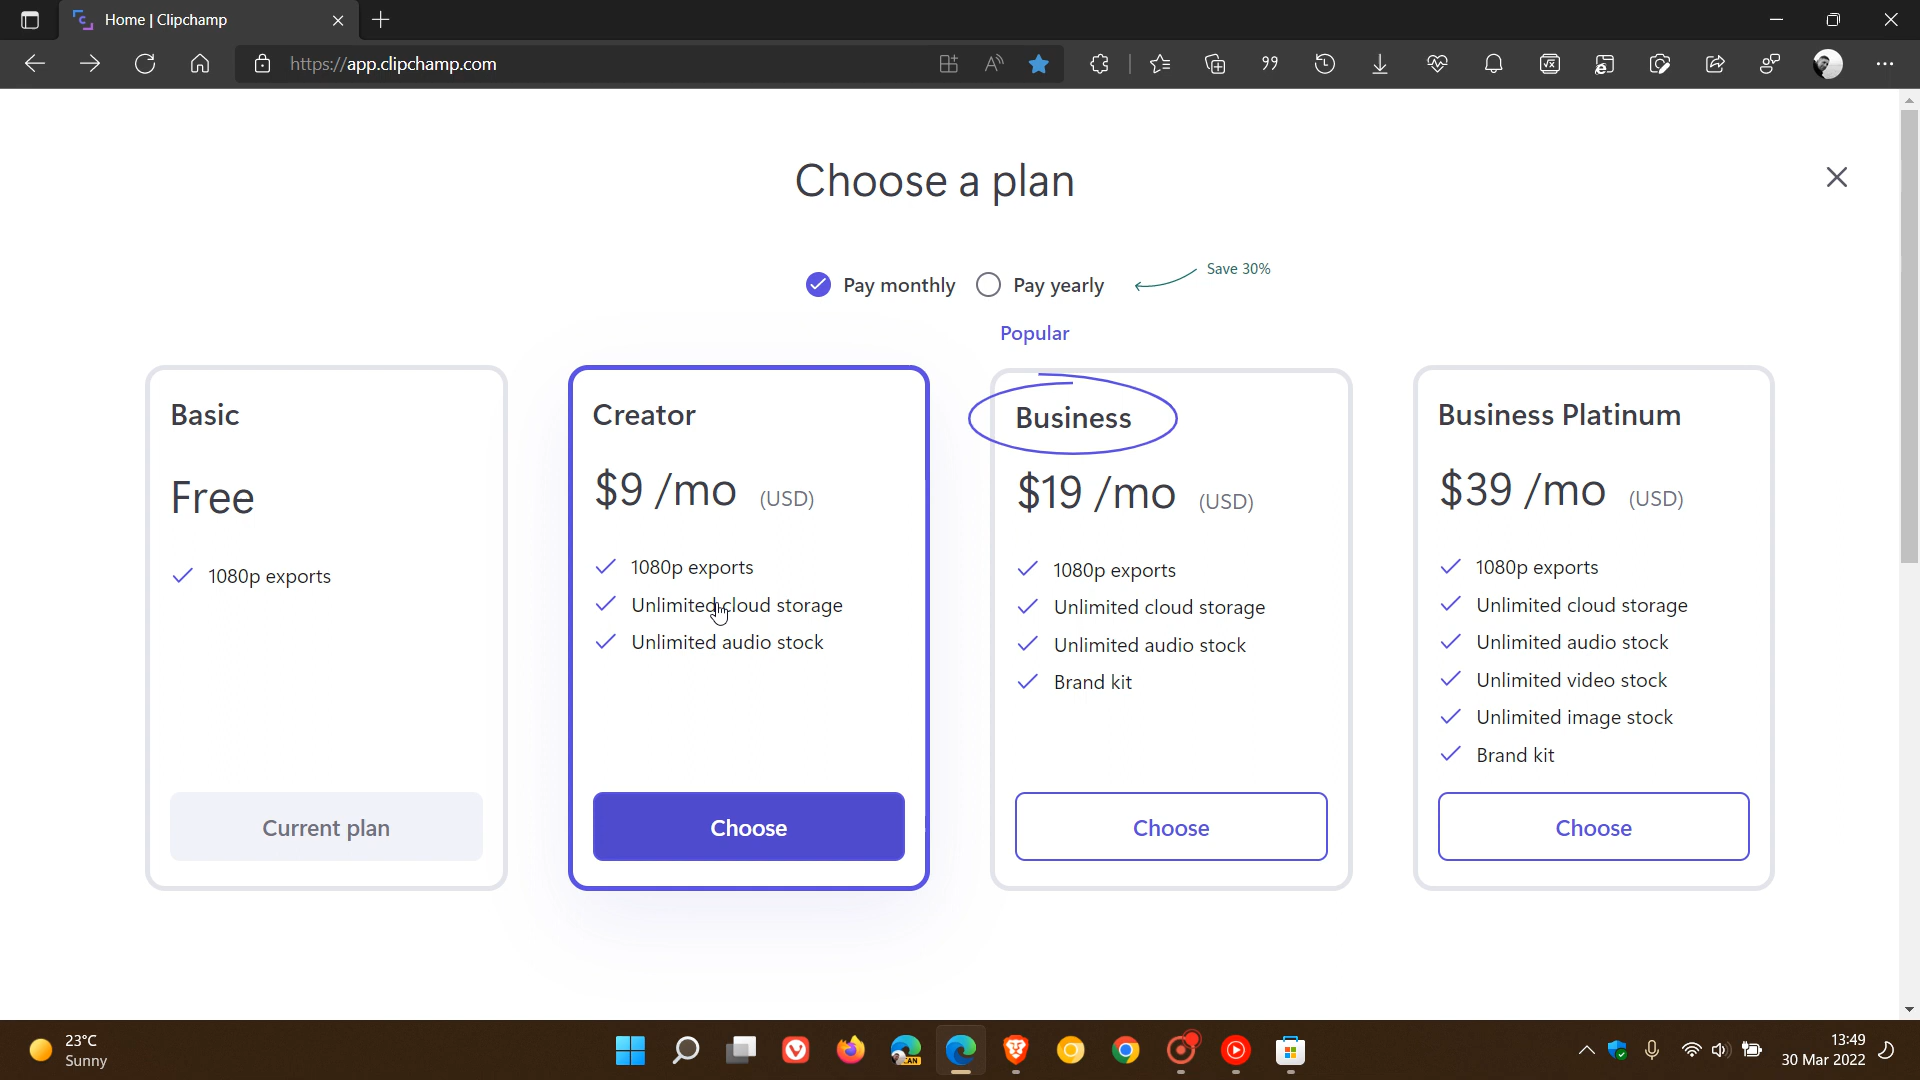 Home | Clipchamp
https://app.clipchamp.com
Choose a plan
Pay monthly
Pay yearly
Save 30%
Popular
Basic
Free
1080p exports
Current plan
Creator
$9 /mo (USD)
1080p exports
Unlimited cloud storage
Unlimited audio stock
Choose
Business
$19 /mo (USD)
1080p exports
Unlimited cloud storage
Unlimited audio stock
Brand kit
Choose
Business Platinum
$39 /mo (USD)
1080p exports
Unlimited cloud storage
Unlimited audio stock
Unlimited video stock
Unlimited image stock
Brand kit
Choose
23°C
Sunny
CAN
13:49
30 Mar 2022